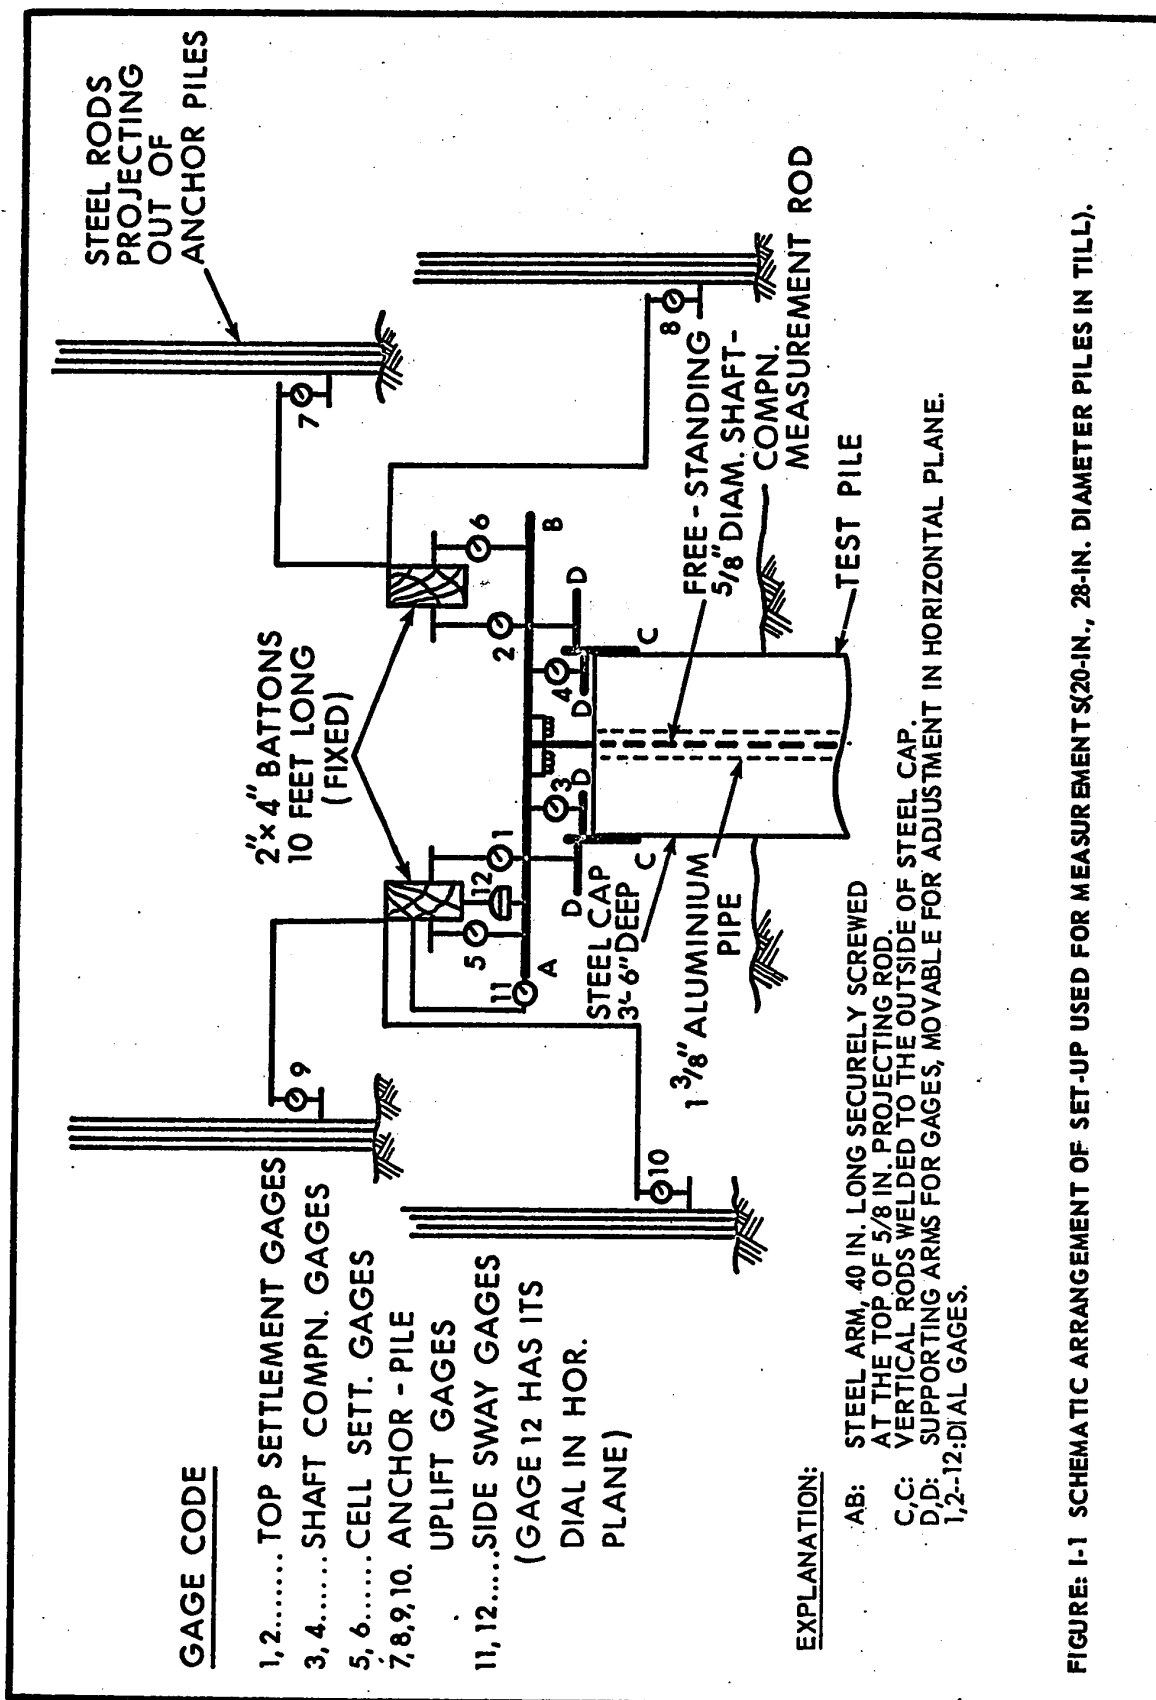 STEEL RODS
PROJECTING
OUT OF
ANCHOR PILES
2"× 4" BATTONS
10 FEET LONG
(FIXED)
7
8
9
10
11
12
5
1
2
6
3
4
A
B
C
C
D
D
D
D
STEEL CAP
3'-6" DEEP
1 3/8" ALUMINIUM
PIPE
FREE-STANDING
5/8" DIAM. SHAFT-
COMPN.
MEASUREMENT ROD
TEST PILE
GAGE CODE
1, 2....... TOP SETTLEMENT GAGES
3, 4......SHAFT COMPN. GAGES
5, 6......CELL SETT. GAGES
7,8,9,10. ANCHOR-PILE
UPLIFT GAGES
11, 12....SIDE SWAY GAGES
(GAGE 12 HAS ITS
DIAL IN HOR.
PLANE)
EXPLANATION:
AB: STEEL ARM, 40 IN. LONG SECURELY SCREWED
AT THE TOP OF 5/8 IN. PROJECTING ROD.
C,C: VERTICAL RODS WELDED TO THE OUTSIDE OF STEEL CAP.
D,D: SUPPORTING ARMS FOR GAGES, MOVABLE FOR ADJUSTMENT IN HORIZONTAL PLANE.
1,2--12:DIAL GAGES.
FIGURE: I-1 SCHEMATIC ARRANGEMENT OF SET-UP USED FOR MEASUREMENTS(20-IN., 28-IN. DIAMETER PILES IN TILL).